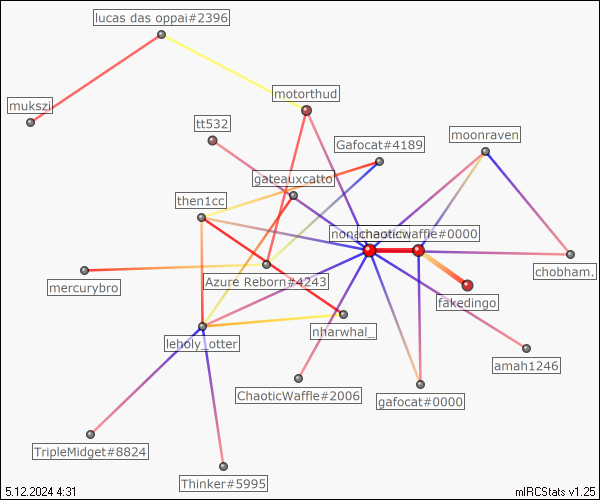 lucas das oppai#2396
mukszi
motorthud
tt532
Gafocat#4189
moonraven
gateauxcatto
then1cc
chaoticwaffle#0000
chobham.
mercurybro
Azure Reborn#4243
fakedingo
leholy_otter
nharwhal_
amah1246
ChaoticWaffle#2006
gafocat#0000
TripleMidget#8824
Thinker#5995
5.12.2024 4:31
mIRCStats v1.25